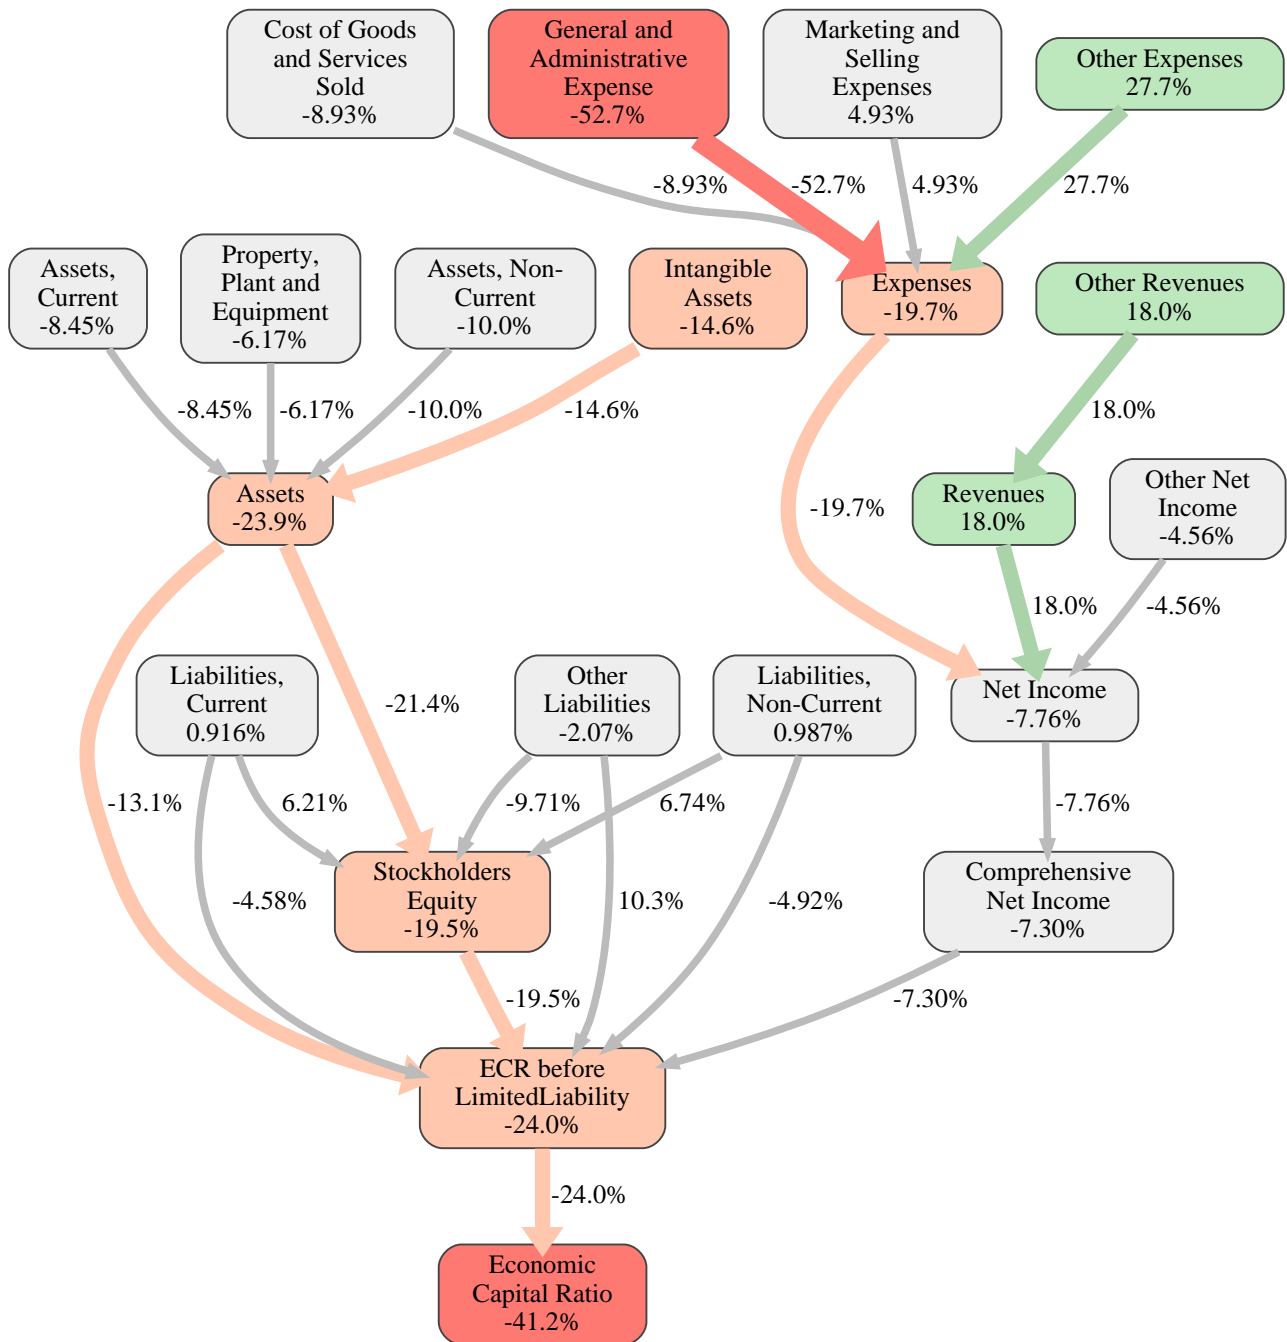 Cost of Goods
and Services
Sold
-8.93%
General and
Administrative
Expense
-52.7%
Marketing and
Selling
Expenses
4.93%
Other Expenses
27.7%
-8.93%
-52.7%
4.93%
27.7%
Assets,
Current
-8.45%
Property,
Plant and
Equipment
-6.17%
Assets, Non-
Current
-10.0%
Intangible
Assets
-14.6%
Expenses
-19.7%
Other Revenues
18.0%
-8.45%
-6.17%
-10.0%
-14.6%
18.0%
Assets
-23.9%
-19.7%
Revenues
18.0%
Other Net
Income
-4.56%
18.0%
-4.56%
Liabilities,
Current
0.916%
-21.4%
Other
Liabilities
-2.07%
Liabilities,
Non-Current
0.987%
Net Income
-7.76%
-13.1%
6.21%
-9.71%
6.74%
-7.76%
Stockholders
Equity
-19.5%
Comprehensive
Net Income
-7.30%
-4.58%
10.3%
-4.92%
-19.5%
-7.30%
ECR before
LimitedLiability
-24.0%
-24.0%
Economic
Capital Ratio
-41.2%